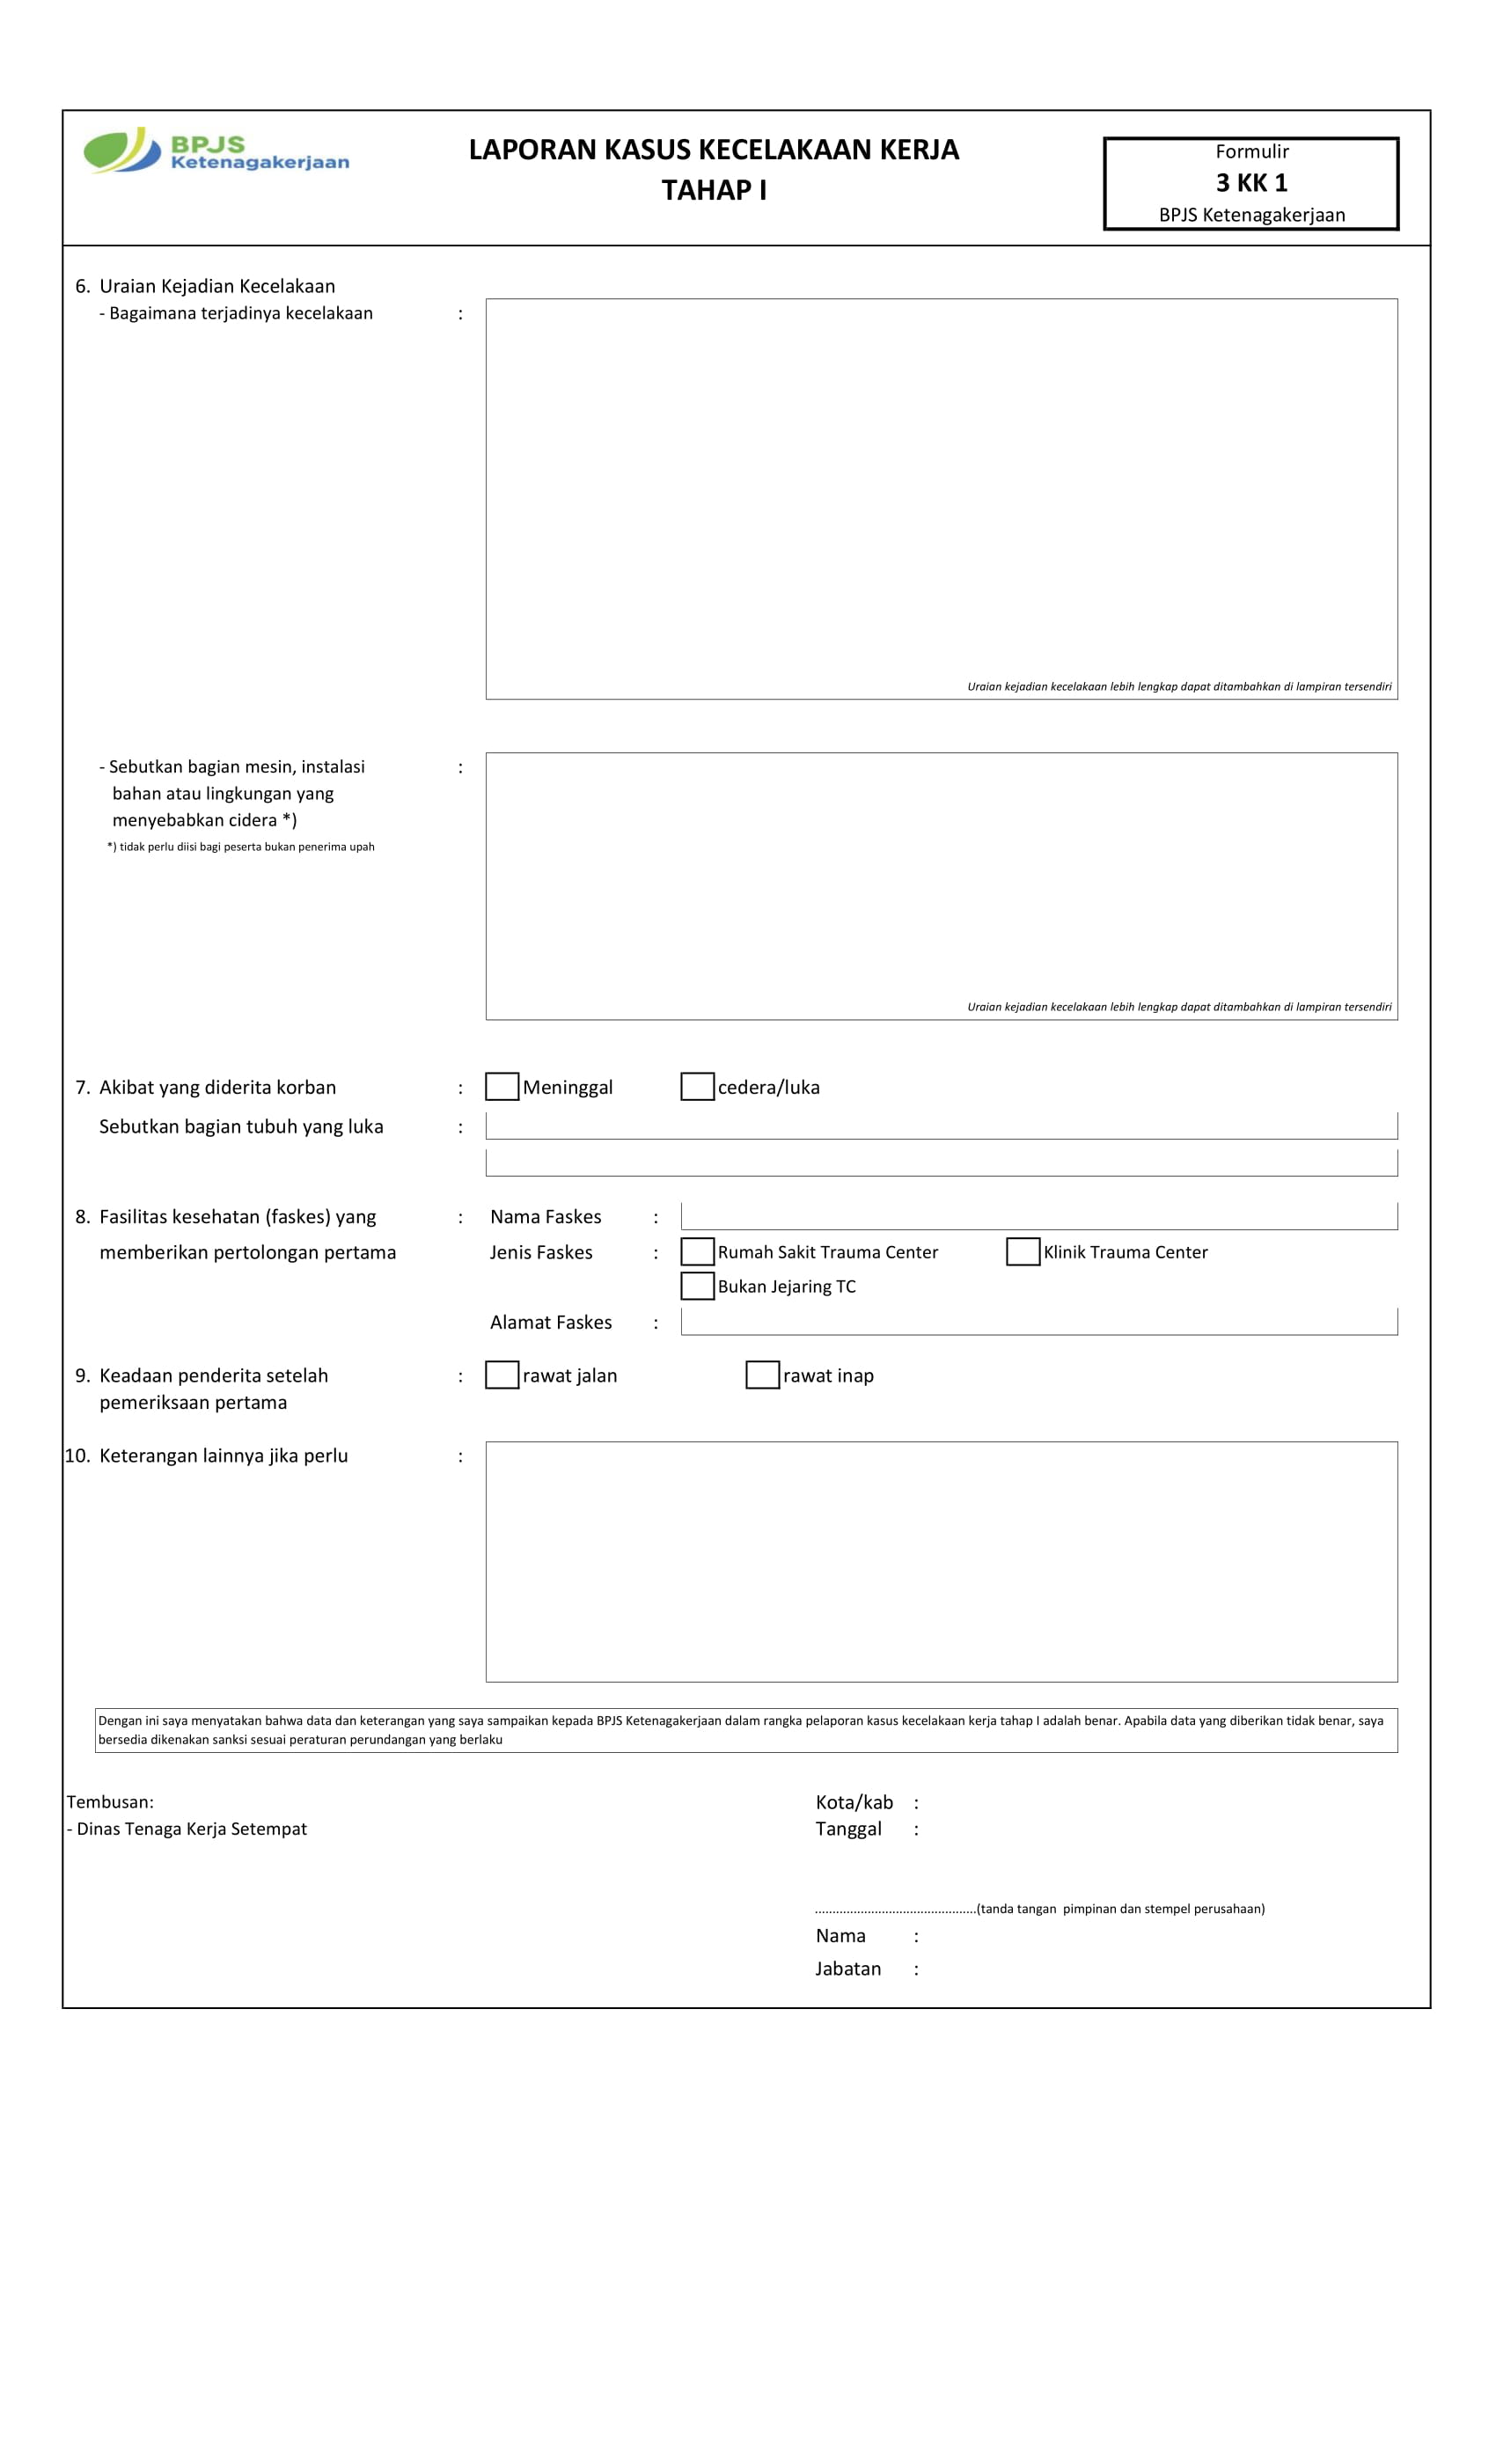 BPJS
Ketenagakerjaan
LAPORAN KASUS KECELAKAAN KERJA
TAHAP I
Formulir
3 KK 1
BPJS Ketenagakerjaan
6. Uraian Kejadian Kecelakaan
- Bagaimana terjadinya kecelakaan :
Uraian kejadian kecelakaan lebih lengkap dapat ditambahkan di lampiran tersendiri
- Sebutkan bagian mesin, instalasi :
bahan atau lingkungan yang
menyebabkan cidera *)
*) tidak perlu diisi bagi peserta bukan penerima upah
Uraian kejadian kecelakaan lebih lengkap dapat ditambahkan di lampiran tersendiri
7. Akibat yang diderita korban : Meninggal cedera/luka
Sebutkan bagian tubuh yang luka :
8. Fasilitas kesehatan (faskes) yang : Nama Faskes :
memberikan pertolongan pertama Jenis Faskes : Rumah Sakit Trauma Center Klinik Trauma Center
Bukan Jejaring TC
Alamat Faskes :
9. Keadaan penderita setelah : rawat jalan rawat inap
pemeriksaan pertama
10. Keterangan lainnya jika perlu :
Dengan ini saya menyatakan bahwa data dan keterangan yang saya sampaikan kepada BPJS Ketenagakerjaan dalam rangka pelaporan kasus kecelakaan kerja tahap I adalah benar. Apabila data yang diberikan tidak benar, saya
bersedia dikenakan sanksi sesuai peraturan perundangan yang berlaku
Tembusan: Kota/kab :
- Dinas Tenaga Kerja Setempat Tanggal :
..............................................(tanda tangan pimpinan dan stempel perusahaan)
Nama :
Jabatan :